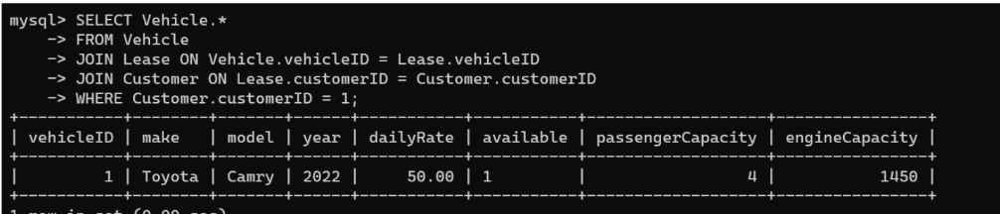 mysql> SELECT Vehicle.*
    -> FROM Vehicle
    -> JOIN Lease ON Vehicle.vehicleID = Lease.vehicleID
    -> JOIN Customer ON Lease.customerID = Customer.customerID
    -> WHERE Customer.customerID = 1;
+-----------+--------+-------+------+-----------+-----------+-------------------+----------------+
| vehicleID | make   | model | year | dailyRate | available | passengerCapacity | engineCapacity |
+-----------+--------+-------+------+-----------+-----------+-------------------+----------------+
|         1 | Toyota | Camry | 2022 |     50.00 | 1         |                 4 |           1450 |
+-----------+--------+-------+------+-----------+-----------+-------------------+----------------+
1 row in set (0.00 sec)